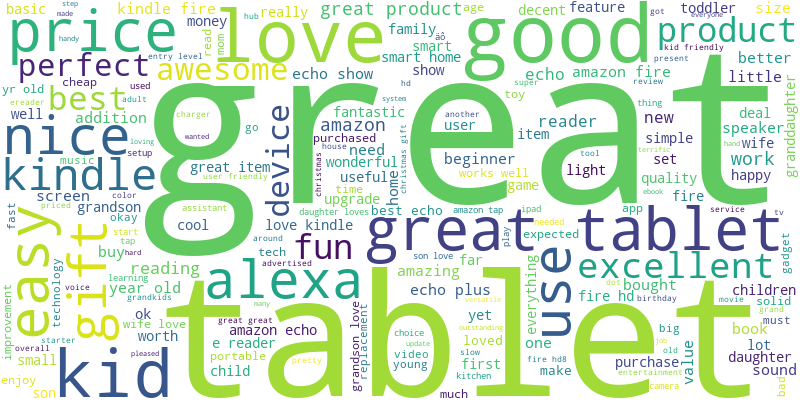 great
tablet
great tablet
love
good
price
product
nice
kindle
kid
alexa
easy
gift
fun
use
excellent
best
perfect
awesome
device
basic
kindle fire
step
made
handy
money
cheap
entry level
hub
mom
read
really
great product
family
smart
smart home
show
echo show
äô
age
decent
feature
toddler
got
everyone
kid friendly
present
size
better
little
echo
amazon fire
hd
super
review
toy
thing
yr old
ereader
used
adult
well
addition
loving
charger
wanted
system
another
fantastic
amazon
purchased
house
user
item
new
deal
speaker
granddaughter
music
setup
go
need
reader
simple
wife
hand
great item
wonderful
beginner
tool
terrific
set
work
christmas
christmas gift
home
useful
works well
light
screen
color
user friendly
time
game
quality
ebook
happy
fast
priced
grandson
assistant
upgrade
app
fire
service
tv
okay
cool
love kindle
daughter loves
best echo
amazon tap
ipad
needed
start
tap
around
tech
play
expected
gadget
technology
buy
hard
advertised
son love
far
everything
reading
voice
amazing
bought
learning
year old
echo plus
fire hd
doi
birthday
movie
children
grandkids
many
versatile
solid
improvement
ok
wife love
great great
grandson love
replacement
yet
outstanding
one
big
grand
must
starter
amazon echo
choice
loved
book
small
worth
e reader
update
job
value
lot
overall
portable
video
slow
first
fire hd8
old
daughter
enjoy
pleased
child
pretty
young
kitchen
make
purchase
entertainment
sound
son
much
camera
bad